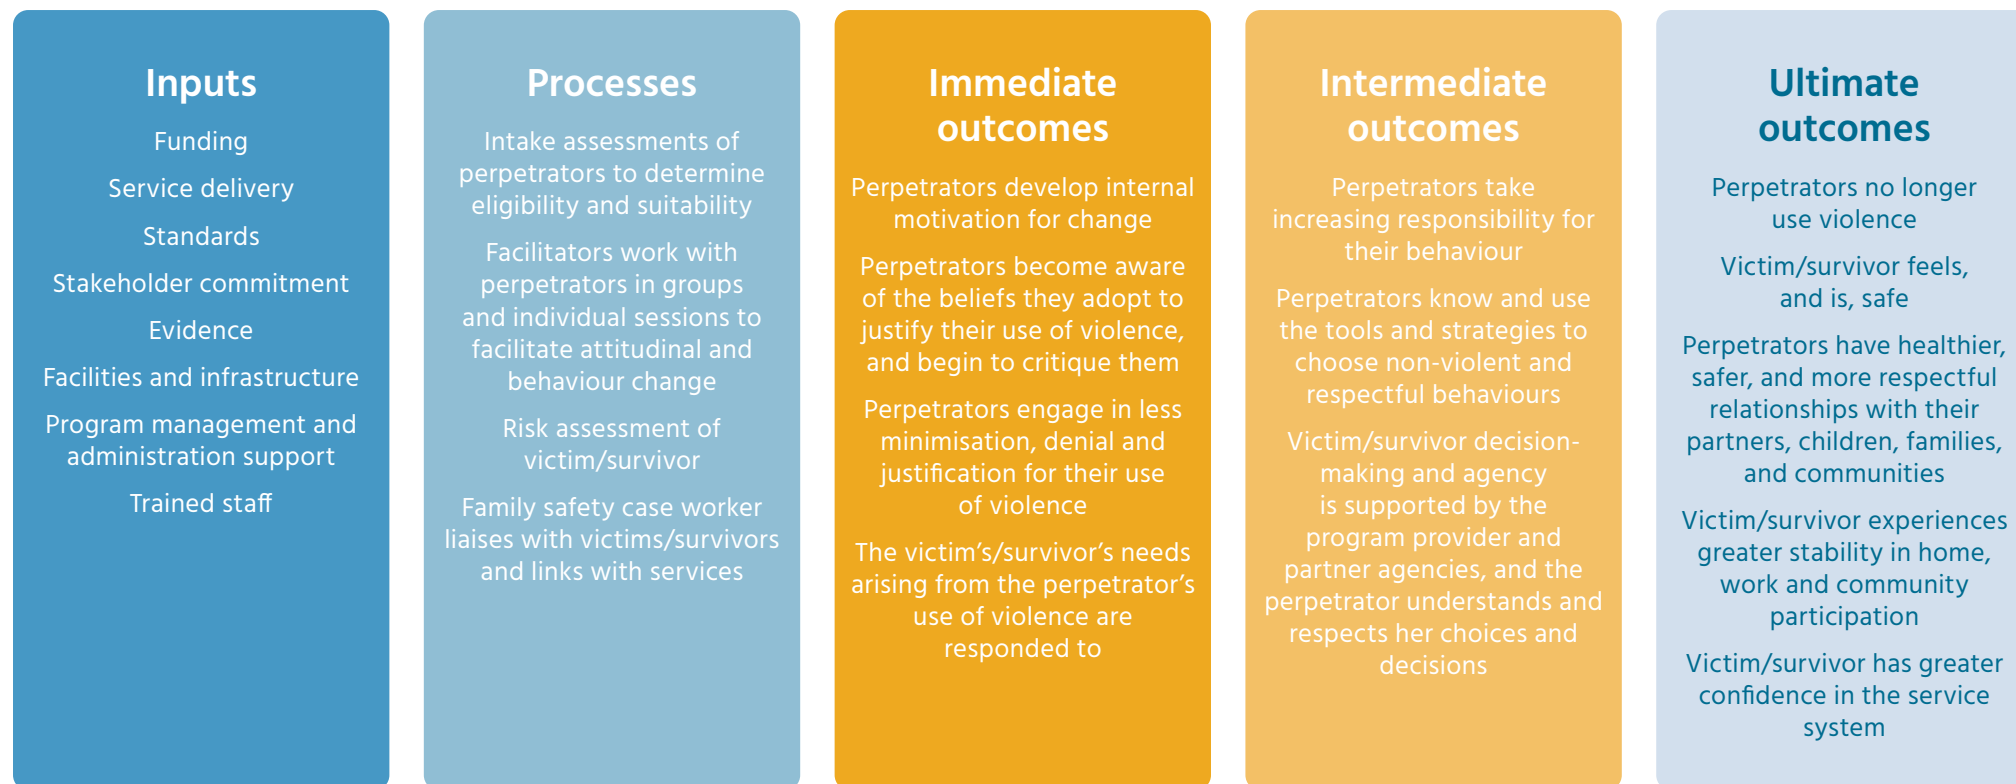 Inputs
Funding
Service delivery
Standards
Stakeholder commitment
Evidence
Facilities and infrastructure
Program management and
administration support
Trained staff
Processes
Intake assessments of
perpetrators to determine
eligibility and suitability
Facilitators work with
perpetrators in groups
and individual sessions to
facilitate attitudinal and
behaviour change
Risk assessment of
victim/survivor
Family safety case worker
liaises with victims/survivors
and links with services
Immediate
outcomes
Perpetrators develop internal
motivation for change
Perpetrators become aware
of the beliefs they adopt to
justify their use of violence,
and begin to critique them
Perpetrators engage in less
minimisation, denial and
justification for their use
of violence
The victim’s/survivor’s needs
arising from the perpetrator’s
use of violence are
responded to
Intermediate
outcomes
Perpetrators take
increasing responsibility for
their behaviour
Perpetrators know and use
the tools and strategies to
choose non-violent and
respectful behaviours
Victim/survivor decision-
making and agency
is supported by the
program provider and
partner agencies, and the
perpetrator understands and
respects her choices and
decisions
Ultimate
outcomes
Perpetrators no longer
use violence
Victim/survivor feels,
and is, safe
Perpetrators have healthier,
safer, and more respectful
relationships with their
partners, children, families,
and communities
Victim/survivor experiences
greater stability in home,
work and community
participation
Victim/survivor has greater
confidence in the service
system